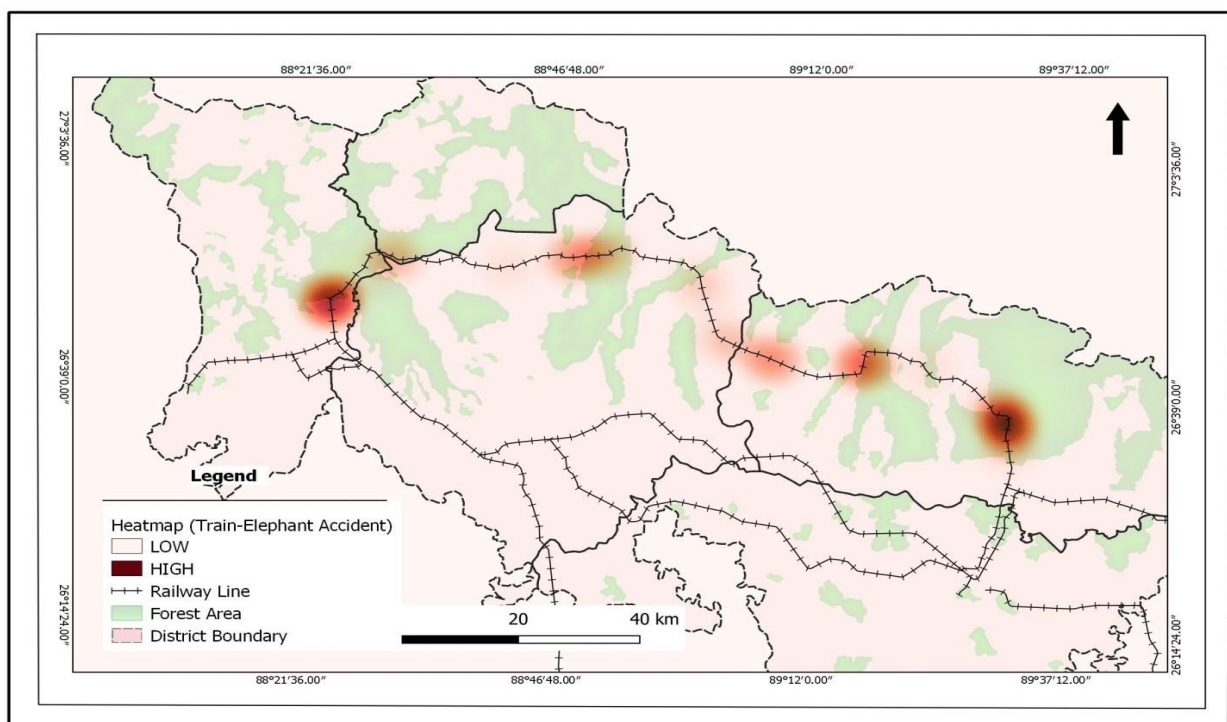 88°21′36.00″ 88°46′48.00″ 89°12′0.00″ 89°37′12.00″
27°3′36.00″
27°3′36.00″
26°39′0.00″
26°39′0.00″
26°14′24.00″
26°14′24.00″
Legend
Heatmap (Train-Elephant Accident)
LOW
HIGH
Railway Line
Forest Area
District Boundary
20 40 km
88°21′36.00″ 88°46′48.00″ 89°12′0.00″ 89°37′12.00″